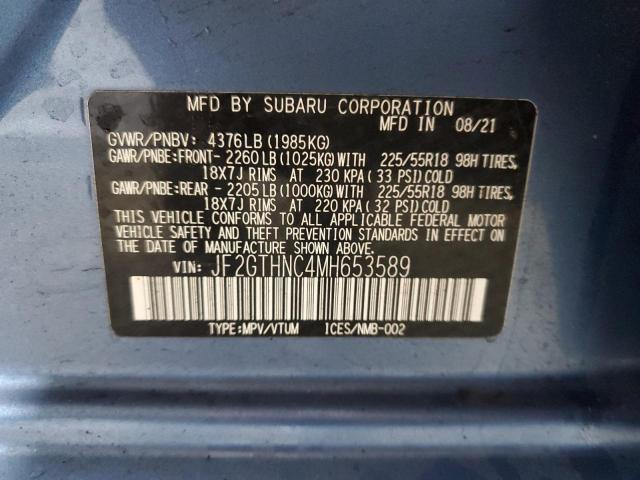 MFD BY SUBARU CORPORATION
MFD IN 08/21
GVWR/PNBV: 4376LB (1985KG)
GAWR/PNBE:FRONT- 2260LB (1025KG) WITH 225/55R18 98H TIRES,
18X7J RIMS AT 230 KPA ( 33 PSI) COLD
GAWR/PNBE:REAR - 2205LB (1000KG) WITH 225/55R18 98H TIRES,
18X7J RIMS AT 220 KPA ( 32 PSI) COLD
THIS VEHICLE CONFORMS TO ALL APPLICABLE FEDERAL MOTOR
VEHICLE SAFETY AND THEFT PREVENTION STANDARDS IN EFFECT ON
THE DATE OF MANUFACTURE SHOWN ABOVE.
VIN: JF2GTHNC4MH653589
TYPE:MPV/VTUM ICES/NMB-002